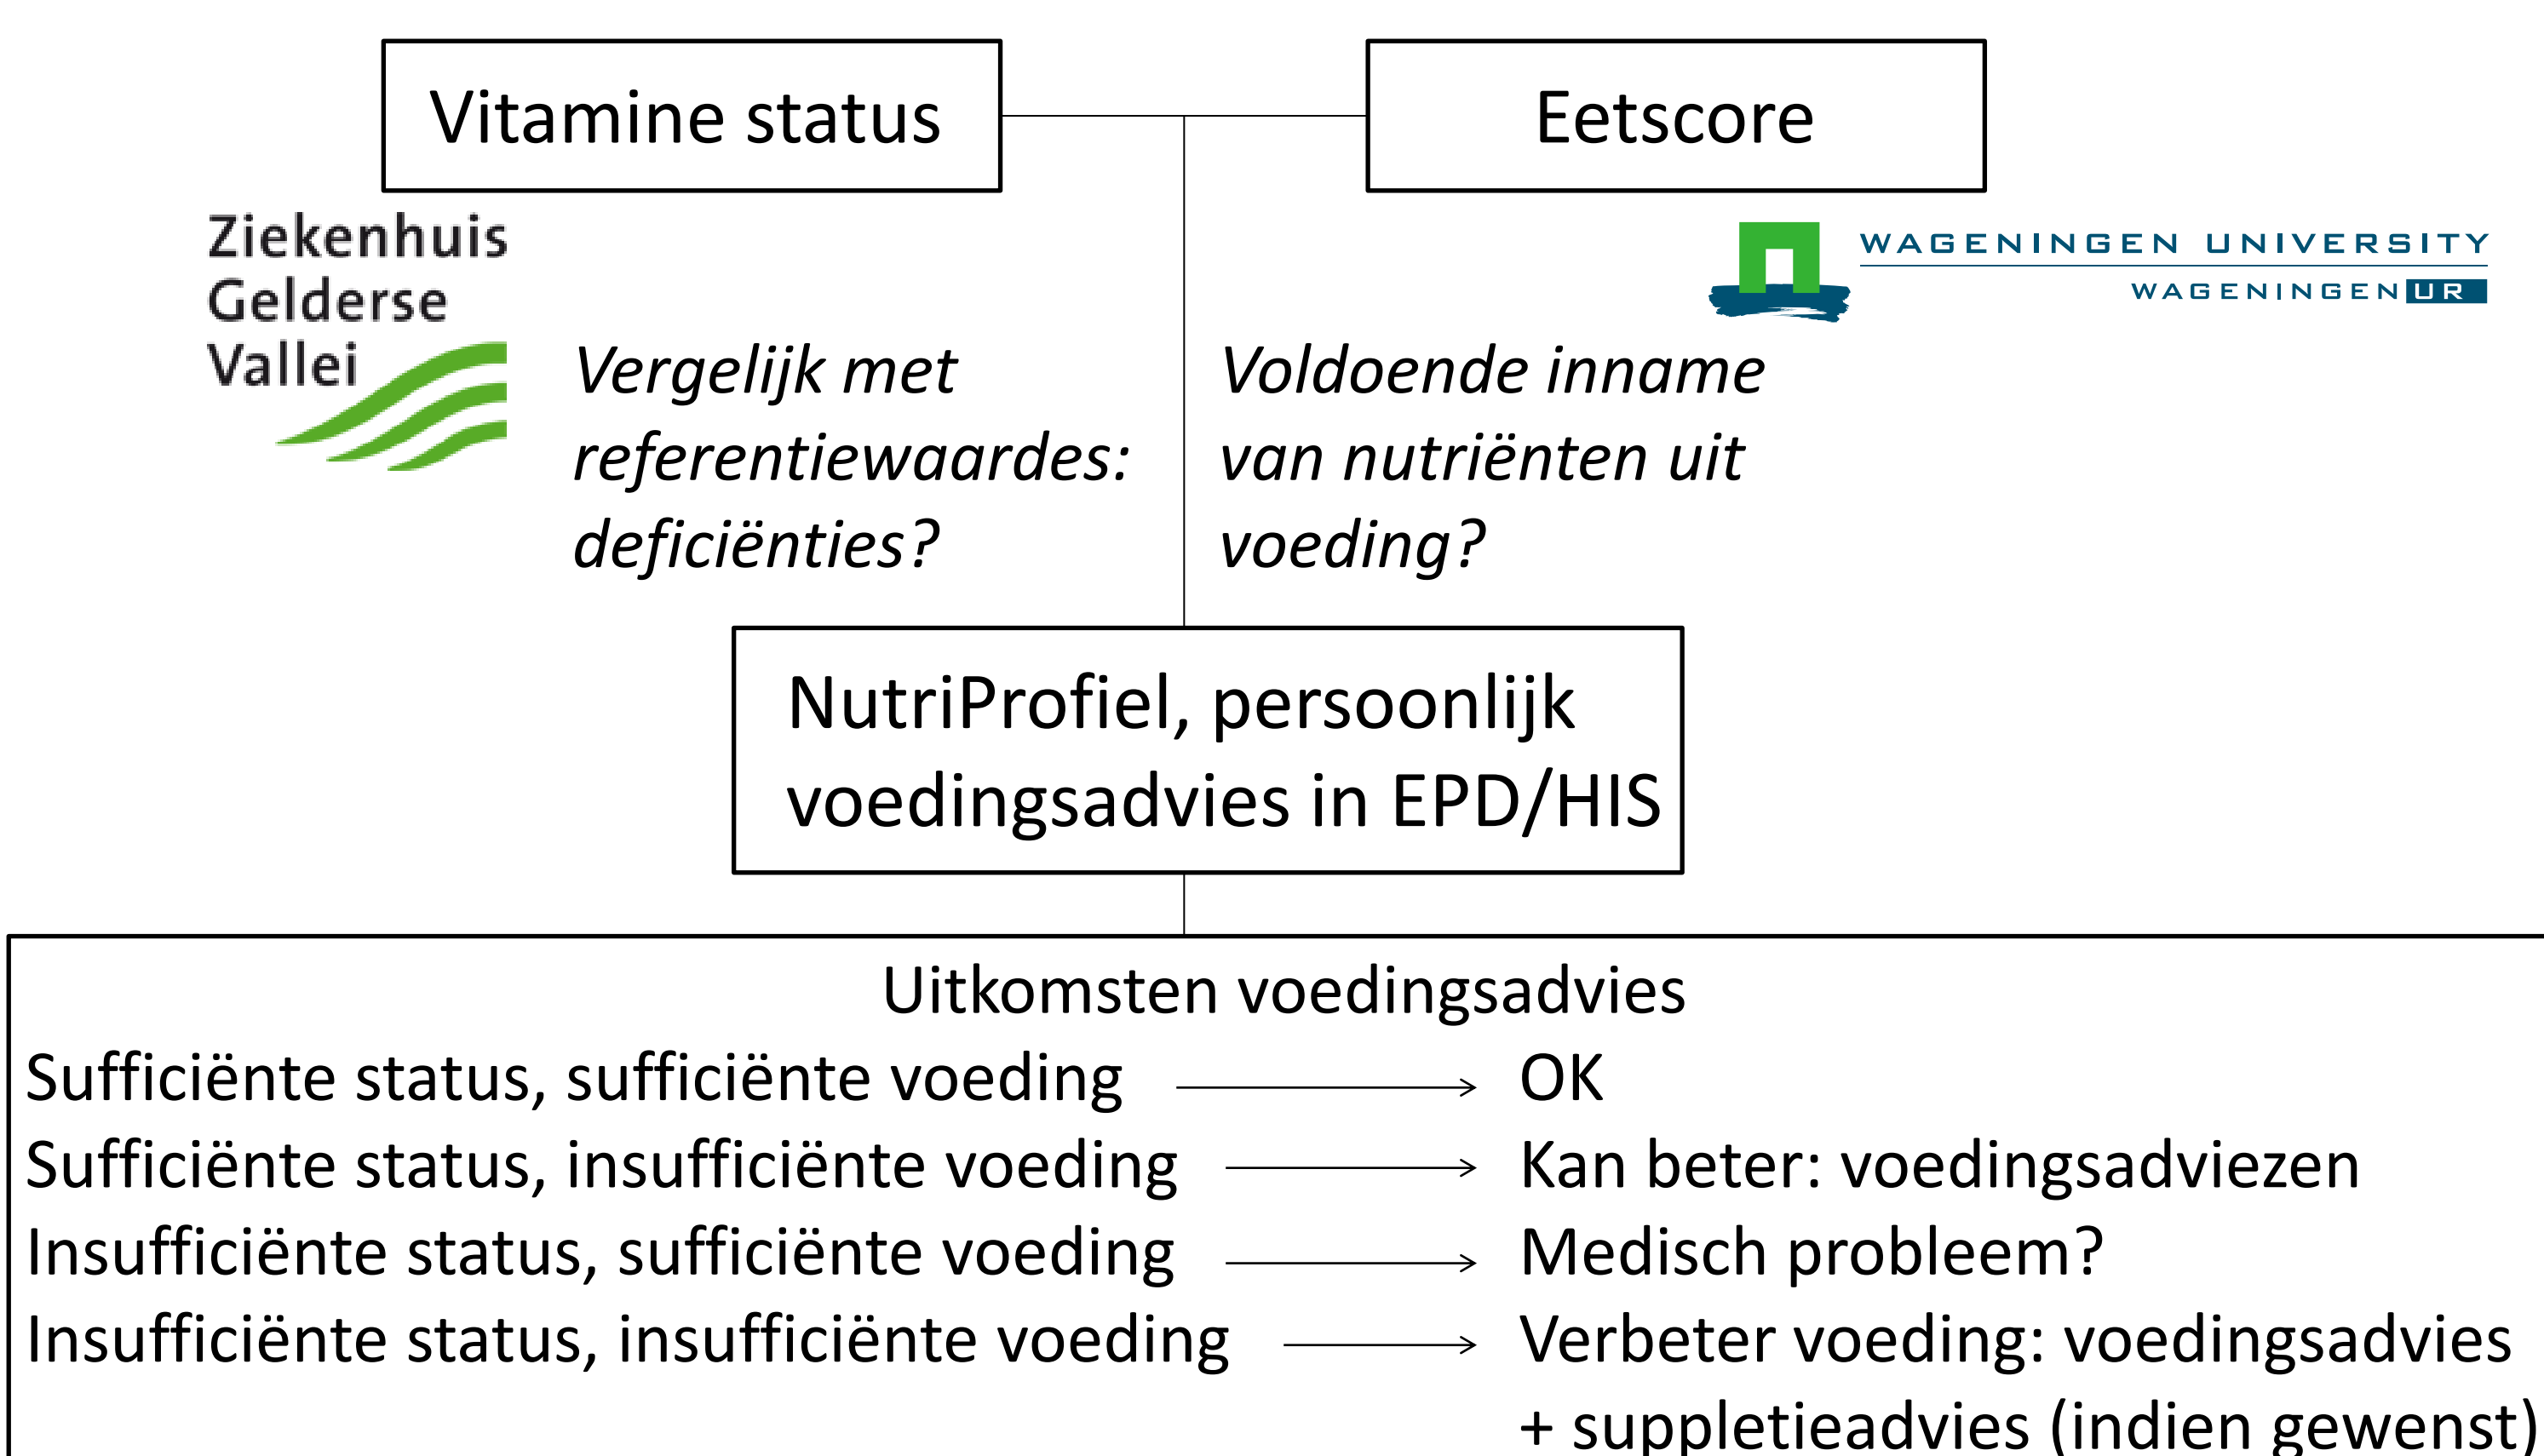 Vitamine status
Eetscore
Ziekenhuis
Gelderse
Vallei
WAGENINGEN UNIVERSITY
WAGENINGEN UR
Vergelijk met
referentiewaardes:
deficiënties?
Voldoende inname
van nutriënten uit
voeding?
NutriProfiel, persoonlijk
voedingsadvies in EPD/HIS
Uitkomsten voedingsadvies
Sufficiënte status, sufficiënte voeding → OK
Sufficiënte status, insufficiënte voeding → Kan beter: voedingsadviezen
Insufficiënte status, sufficiënte voeding → Medisch probleem?
Insufficiënte status, insufficiënte voeding → Verbeter voeding: voedingsadvies
+ suppletieadvies (indien gewenst)